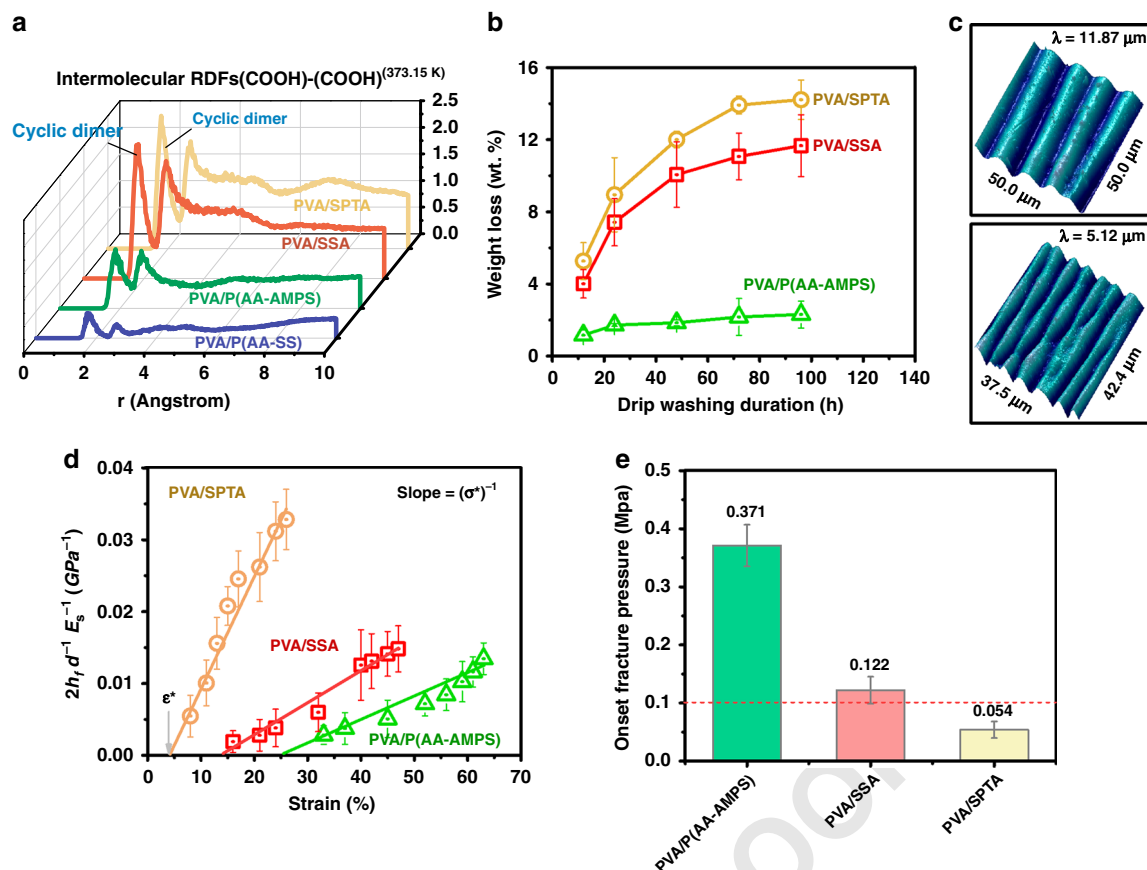 a
Intermolecular RDFs(COOH)-(COOH)(373.15 K)
Cyclic dimer
Cyclic dimer
2.5
2.0
1.5
1.0
0.5
0.0
PVA/SPTA
PVA/SSA
PVA/P(AA-AMPS)
PVA/P(AA-SS)
0
2
4
6
8
10
r (Angstrom)
b
Weight loss (wt. %)
16
12
8
4
0
PVA/SPTA
PVA/SSA
PVA/P(AA-AMPS)
0 20 40 60 80 100 120 140
Drip washing duration (h)
c
λ = 11.87 µm
50.0 µm
50.0 µm
λ = 5.12 µm
37.5 µm
42.4 µm
d
2hf d−1 Es−1 (GPa−1)
0.04
0.03
0.02
0.01
0.00
PVA/SPTA
Slope = (σ*)−1
PVA/SSA
ε*
PVA/P(AA-AMPS)
0 10 20 30 40 50 60 70
Strain (%)
e
Onset fracture pressure (Mpa)
0.5
0.4
0.3
0.2
0.1
0.0
0.371
0.122
0.054
PVA/P(AA-AMPS)
PVA/SSA
PVA/SPTA